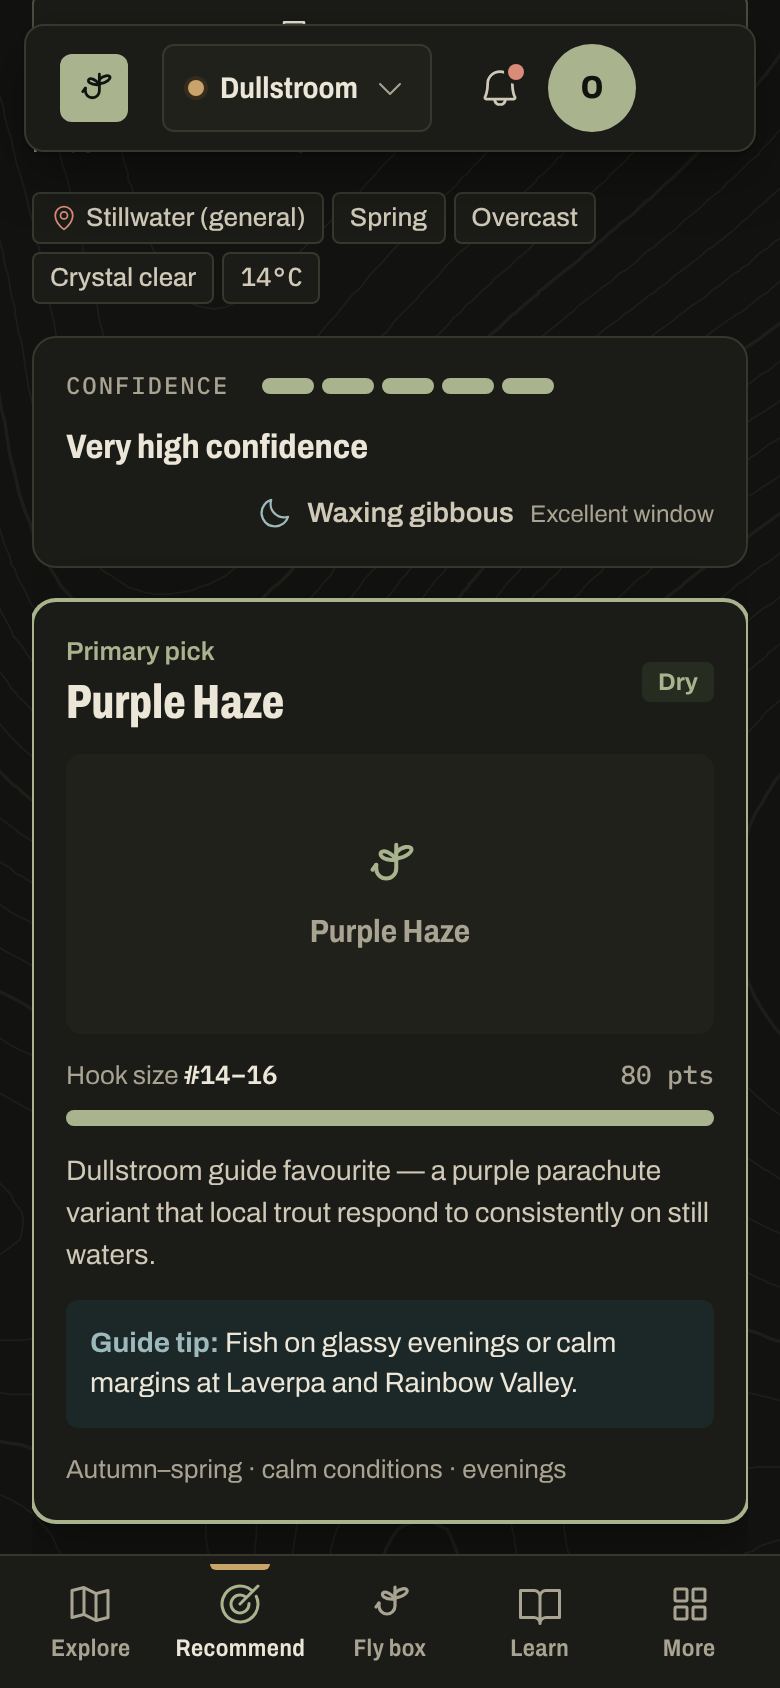 Dullstroom
O
Stillwater (general)
Spring
Overcast
Crystal clear
14°C
CONFIDENCE
Very high confidence
Waxing gibbous Excellent window
Primary pick
Purple Haze
Dry
Purple Haze
Hook size #14–16
80 pts
Dullstroom guide favourite — a purple parachute
variant that local trout respond to consistently on still
waters.
Guide tip: Fish on glassy evenings or calm
margins at Laverpa and Rainbow Valley.
Autumn–spring · calm conditions · evenings
Explore
Recommend
Fly box
Learn
More